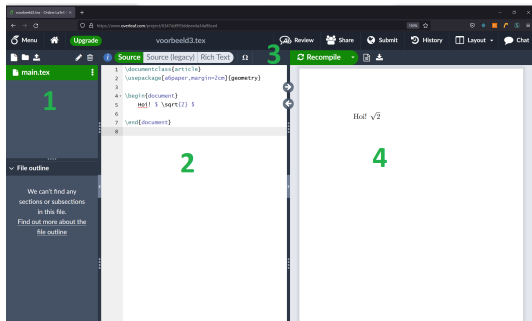 voorbeeld3.tex - Online LaTeX
Menu
Upgrade
voorbeeld3.tex
Review
Share
Submit
History
Layout
Chat
Source
Source (legacy)
Rich Text
Ω
3
Recompile
main.tex
1
1 \documentclass{article}
2 \usepackage[a6paper,margin=2cm]{geometry}
3
4 \begin{document}
5 Hoi! $ \sqrt{2} $
6
7 \end{document}
8
2
Hoi! √2
4
File outline
We can't find any
sections or subsections
in this file.
Find out more about the
file outline